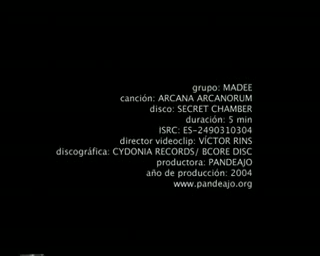 grupo: MADEE
canción: ARCANA ARCANORUM
disco: SECRET CHAMBER
duración: 5 min
ISRC: ES-2490310304
director videoclip: VÍCTOR RINS
discográfica: CYDONIA RECORDS/ BCORE DISC
productora: PANDEAJO
año de producción: 2004
www.pandeajo.org